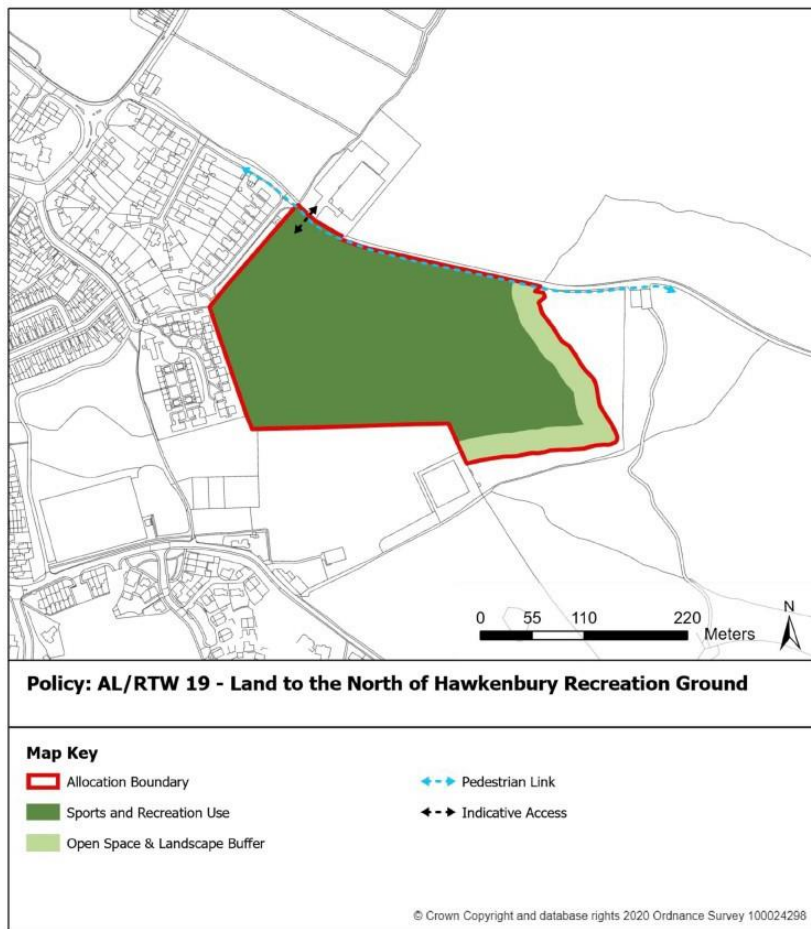 N
0 55 110 220
Meters
Policy: AL/RTW 19 - Land to the North of Hawkenbury Recreation Ground
Map Key
Allocation Boundary
Sports and Recreation Use
Open Space & Landscape Buffer
Pedestrian Link
Indicative Access
© Crown Copyright and database rights 2020 Ordnance Survey 100024298